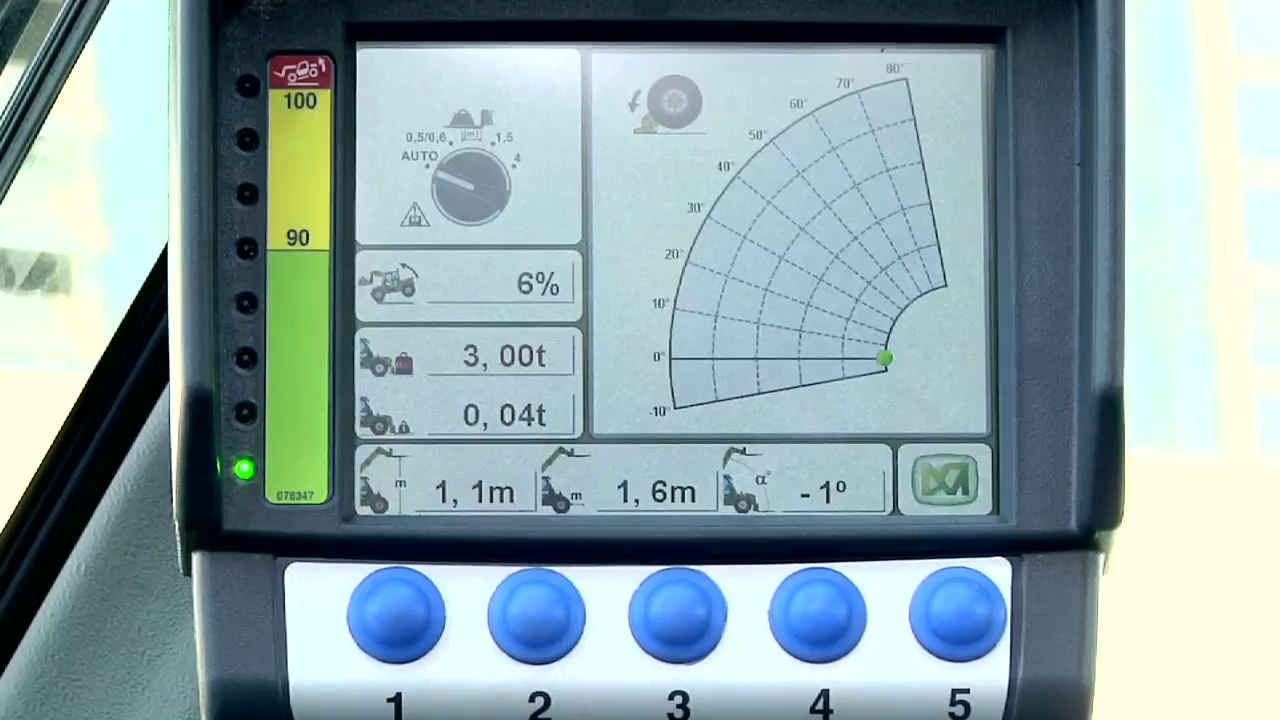 100
90
078347
0,5/0,6
1,5
AUTO
4
6%
3, 00t
0, 04t
m
1, 1m
m
1, 6m
α°
- 1º
80°
70°
60°
50°
40°
30°
20°
10°
0°
-10°
1
2
3
4
5